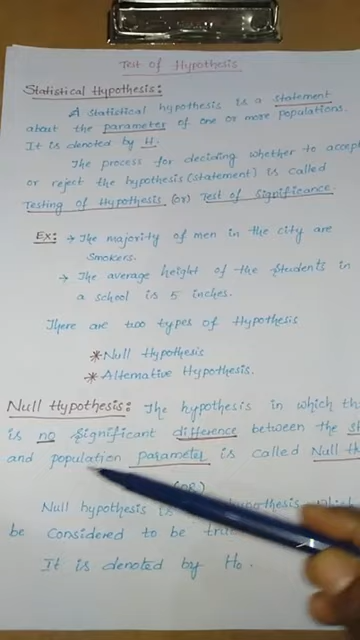 Test of Hypothesis
Statistical Hypothesis:
A statistical hypothesis is a statement
about the parameter of one or more populations.
It is denoted by H.
The process for deciding whether to accept
or reject the hypothesis (statement) is called
Testing of Hypothesis (or) Test of Significance.
Ex: → The majority of men in the city are
smokers.
→ The average height of the students in
a school is 5 inches.
There are two types of Hypothesis
* Null Hypothesis
* Alternative Hypothesis.
Null Hypothesis: The hypothesis in which
is no significant difference between the
and population parameter is called Null
(OR)
Null hypothesis is
be considered to be
It is denoted by H₀.